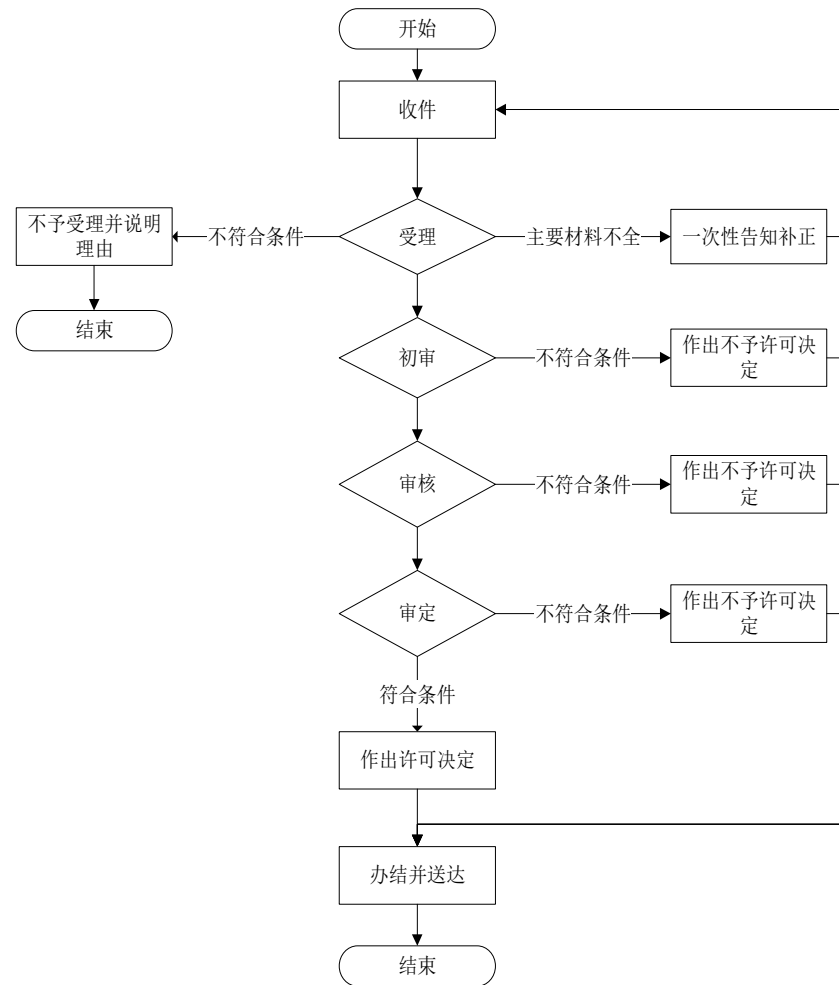 开始
收件
不予受理并说明
理由
不符合条件
受理
主要材料不全
一次性告知补正
结束
初审
不符合条件
作出不予许可决
定
审核
不符合条件
作出不予许可决
定
审定
不符合条件
作出不予许可决
定
符合条件
作出许可决定
办结并送达
结束